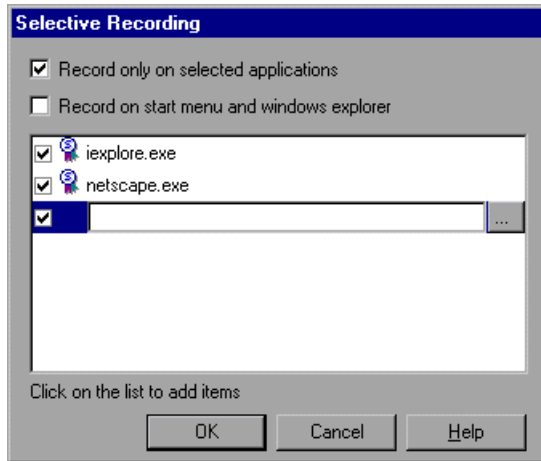 Selective Recording
Record only on selected applications
Record on start menu and windows explorer
iexplore.exe
netscape.exe
...
Click on the list to add items
OK Cancel Help